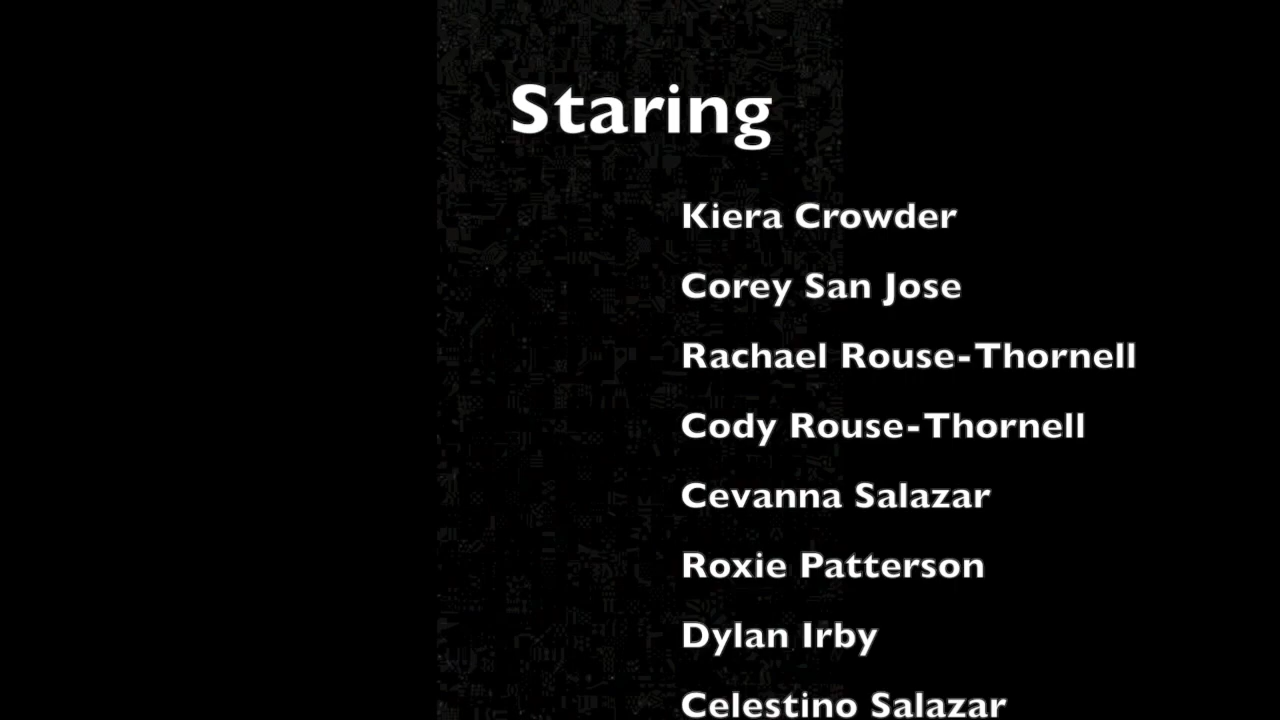 Staring
Kiera Crowder
Corey San Jose
Rachael Rouse-Thornell
Cody Rouse-Thornell
Cevanna Salazar
Roxie Patterson
Dylan Irby
Celestino Salazar